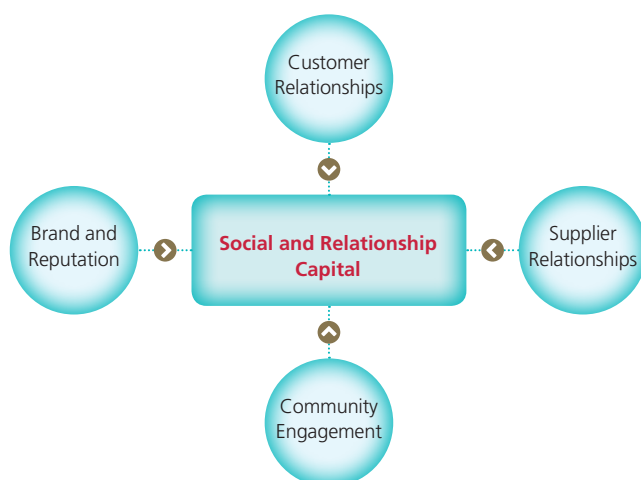 Customer
Relationships
Brand and
Reputation
Social and Relationship
Capital
Supplier
Relationships
Community
Engagement